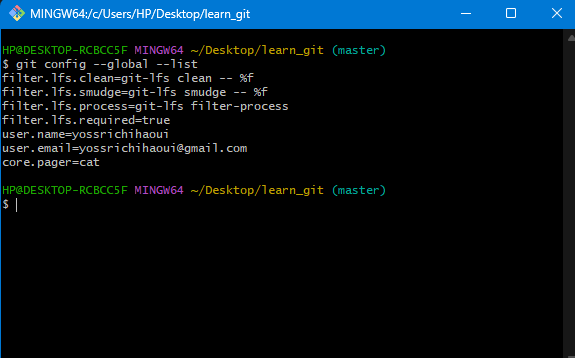 MINGW64:/c/Users/HP/Desktop/learn_git
HP@DESKTOP-RCBCC5F MINGW64 ~/Desktop/learn_git (master)
$ git config --global --list
filter.lfs.clean=git-lfs clean -- %f
filter.lfs.smudge=git-lfs smudge -- %f
filter.lfs.process=git-lfs filter-process
filter.lfs.required=true
user.name=yossrichihaoui
user.email=yossrichihaoui@gmail.com
core.pager=cat
HP@DESKTOP-RCBCC5F MINGW64 ~/Desktop/learn_git (master)
$